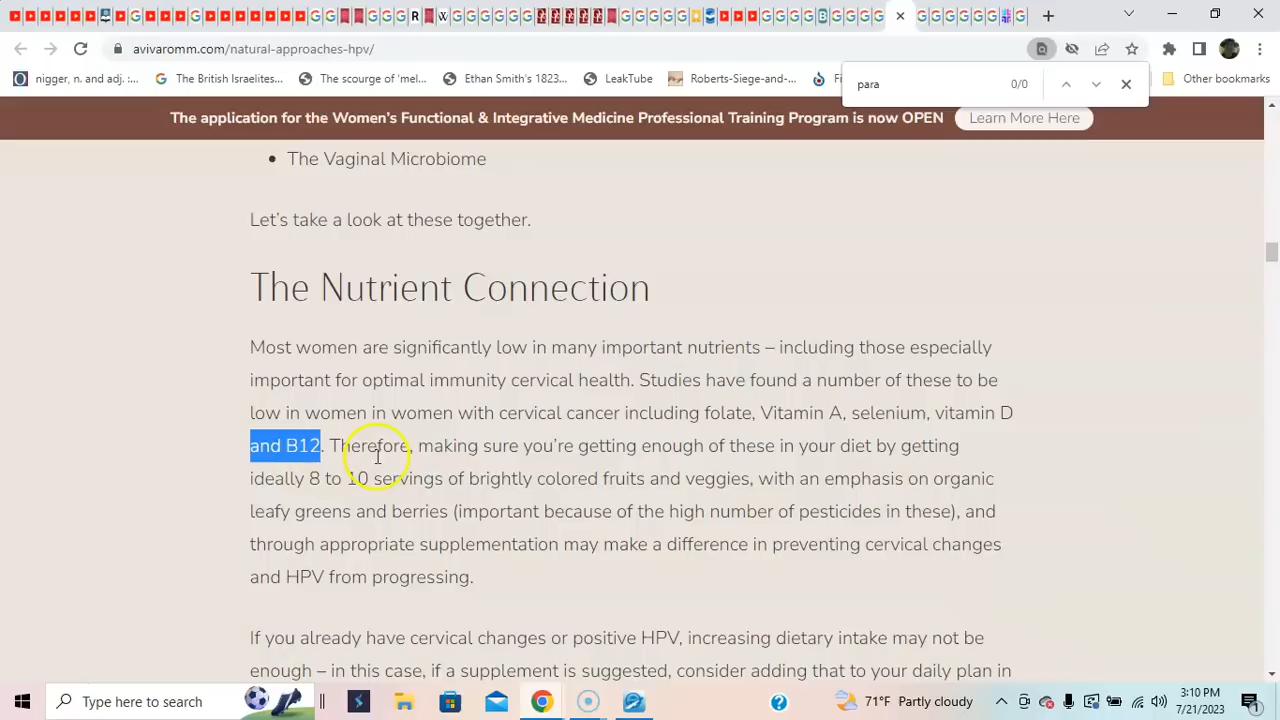 avivaromm.com/natural-approaches-hpv/
nigger, n. and adj. :...
The British Israelites...
The scourge of 'mel...
Ethan Smith's 1823...
LeakTube
Roberts-Siege-and-...
Other bookmarks
para
0/0
The application for the Women's Functional & Integrative Medicine Professional Training Program is now OPEN
Learn More Here
The Vaginal Microbiome
Let's take a look at these together.
The Nutrient Connection
Most women are significantly low in many important nutrients – including those especially
important for optimal immunity cervical health. Studies have found a number of these to be
low in women in women with cervical cancer including folate, Vitamin A, selenium, vitamin D
and B12. Therefore, making sure you're getting enough of these in your diet by getting
ideally 8 to 10 servings of brightly colored fruits and veggies, with an emphasis on organic
leafy greens and berries (important because of the high number of pesticides in these), and
through appropriate supplementation may make a difference in preventing cervical changes
and HPV from progressing.
If you already have cervical changes or positive HPV, increasing dietary intake may not be
enough – in this case, if a supplement is suggested, consider adding that to your daily plan in
Type here to search
71°F Partly cloudy
3:10 PM
7/21/2023